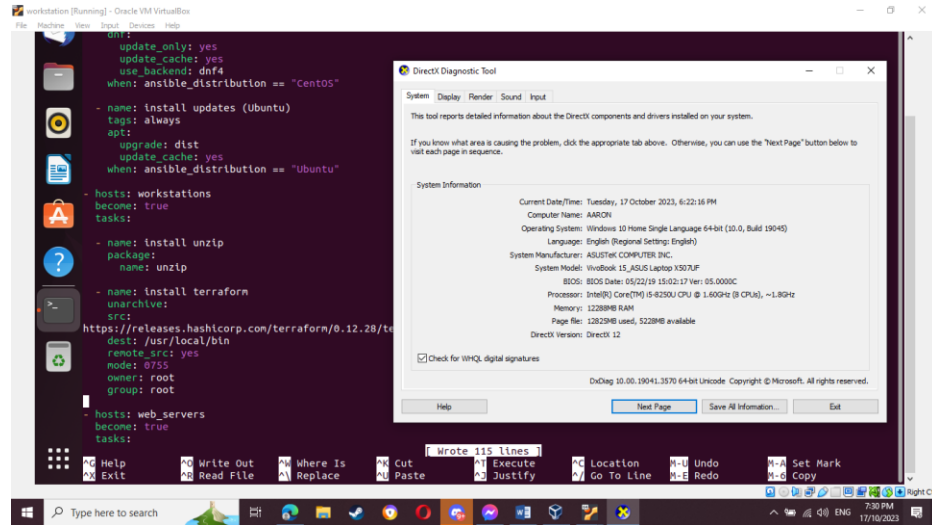 workstation [Running] - Oracle VM VirtualBox
File Machine View Input Devices Help
dnf:
update_only: yes
update_cache: yes
use_backend: dnf4
when: ansible_distribution == "CentOS"
- name: install updates (Ubuntu)
tags: always
apt:
upgrade: dist
update_cache: yes
when: ansible_distribution == "Ubuntu"
- hosts: workstations
become: true
tasks:
- name: install unzip
package:
name: unzip
- name: install terraform
unarchive:
src:
https://releases.hashicorp.com/terraform/0.12.28/te
dest: /usr/local/bin
remote_src: yes
mode: 0755
owner: root
group: root
- hosts: web_servers
become: true
tasks:
[ Wrote 115 lines ]
^G Help ^O Write Out ^W Where Is ^K Cut ^T Execute ^C Location M-U Undo M-A Set Mark
^X Exit ^R Read File ^\ Replace ^U Paste ^J Justify ^/ Go To Line M-E Redo M-6 Copy
DirectX Diagnostic Tool
System Display Render Sound Input
This tool reports detailed information about the DirectX components and drivers installed on your system.
If you know what area is causing the problem, click the appropriate tab above. Otherwise, you can use the "Next Page" button below to
visit each page in sequence.
System Information
Current Date/Time: Tuesday, 17 October 2023, 6:22:16 PM
Computer Name: AARON
Operating System: Windows 10 Home Single Language 64-bit (10.0, Build 19045)
Language: English (Regional Setting: English)
System Manufacturer: ASUSTeK COMPUTER INC.
System Model: VivoBook 15_ASUS Laptop X507UF
BIOS: BIOS Date: 05/22/19 15:02:17 Ver: 05.0000C
Processor: Intel(R) Core(TM) i5-8250U CPU @ 1.60GHz (8 CPUs), ~1.8GHz
Memory: 12288MB RAM
Page file: 12825MB used, 5228MB available
DirectX Version: DirectX 12
Check for WHQL digital signatures
DxDiag 10.00.19041.3570 64-bit Unicode Copyright © Microsoft. All rights reserved.
Help Next Page Save All Information... Exit
Right C
Type here to search
ENG
7:30 PM
17/10/2023